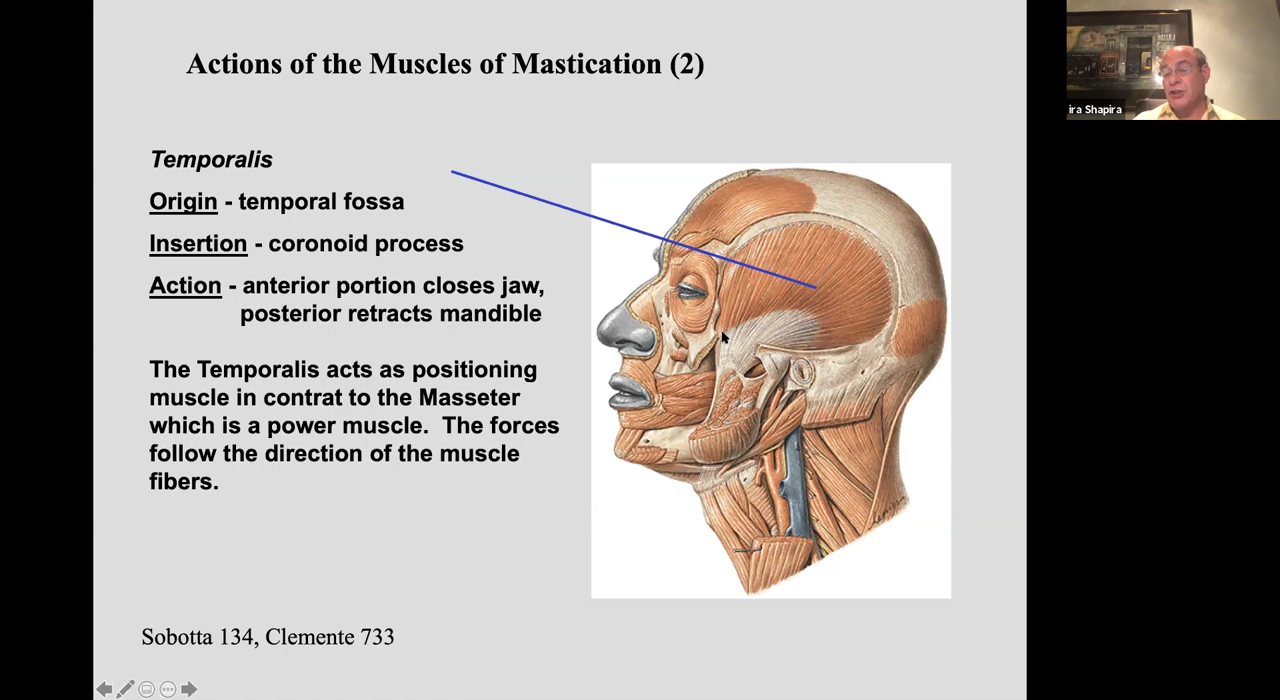 Actions of the Muscles of Mastication (2)
ira Shapira
Temporalis
Origin - temporal fossa
Insertion - coronoid process
Action - anterior portion closes jaw,
posterior retracts mandible
The Temporalis acts as positioning
muscle in contrat to the Masseter
which is a power muscle. The forces
follow the direction of the muscle
fibers.
Sobotta 134, Clemente 733